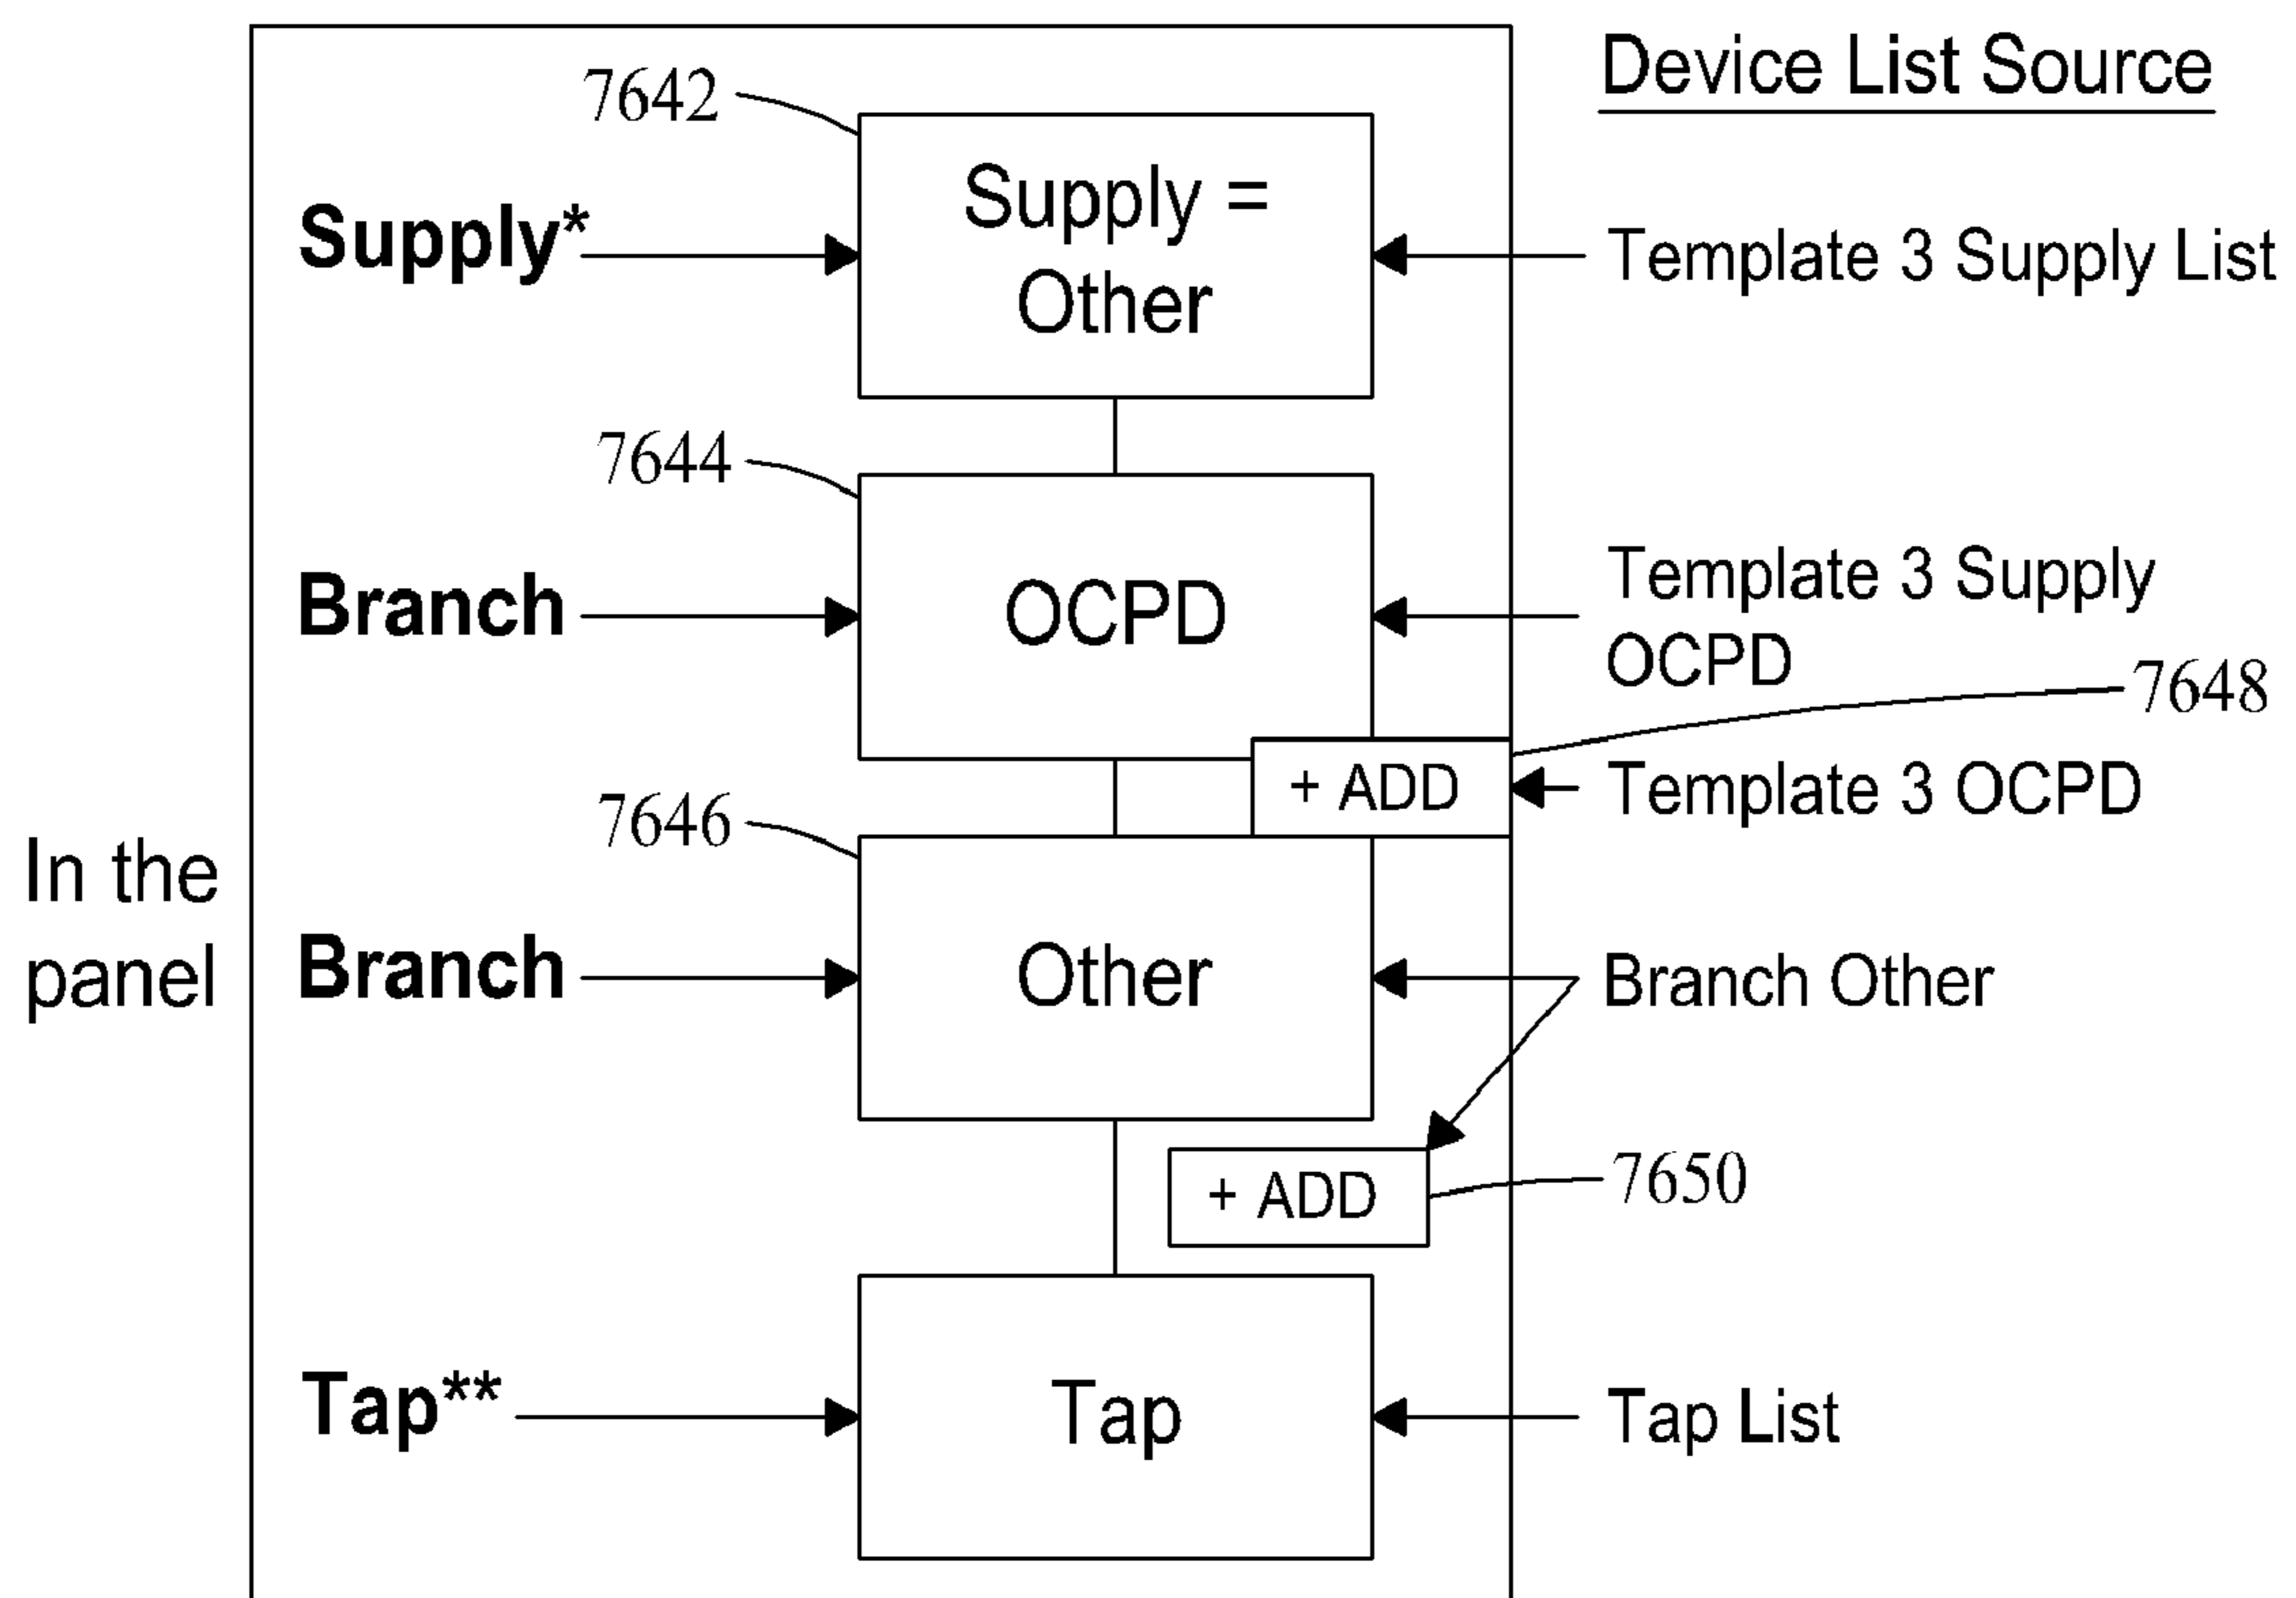 Device List Source
7642
Supply =
Other
Supply*
Template 3 Supply List
7644
OCPD
Branch
Template 3 Supply
OCPD
7648
+ ADD
Template 3 OCPD
7646
In the
panel
Branch
Other
Branch Other
+ ADD
7650
Tap**
Tap
Tap List